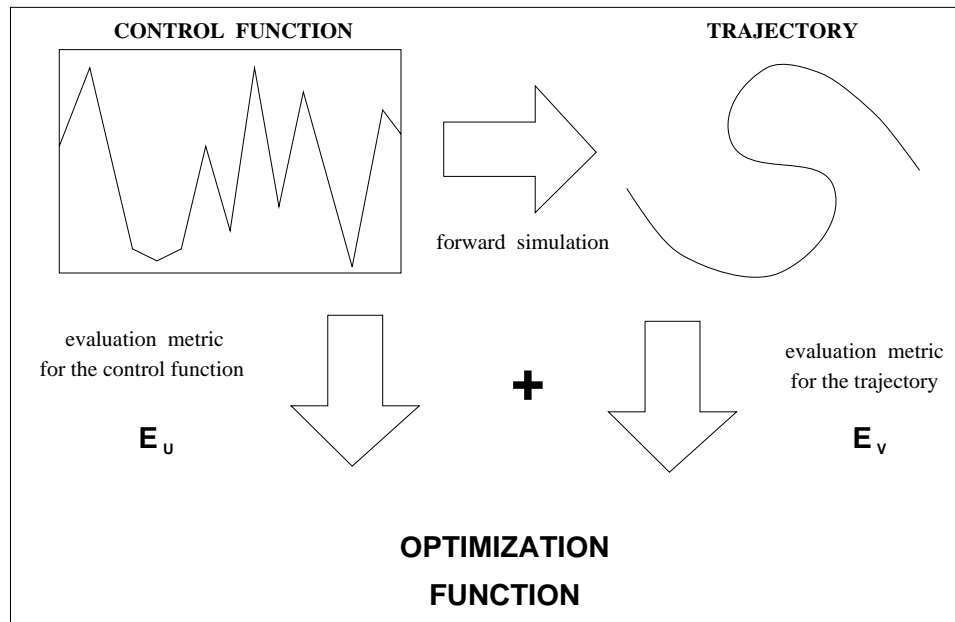 CONTROL FUNCTION
TRAJECTORY
forward simulation
evaluation metric
for the control function
E U
+
evaluation metric
for the trajectory
E V
OPTIMIZATION
FUNCTION